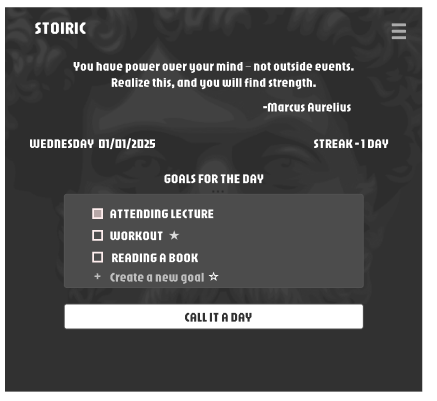 STOIRIC
You have power over your mind – not outside events.
Realize this, and you will find strength.
-Marcus Aurelius
WEDNESDAY 01/01/2025
STREAK - 1 DAY
GOALS FOR THE DAY
ATTENDING LECTURE
WORKOUT ★
READING A BOOK
+ Create a new goal ☆
CALL IT A DAY